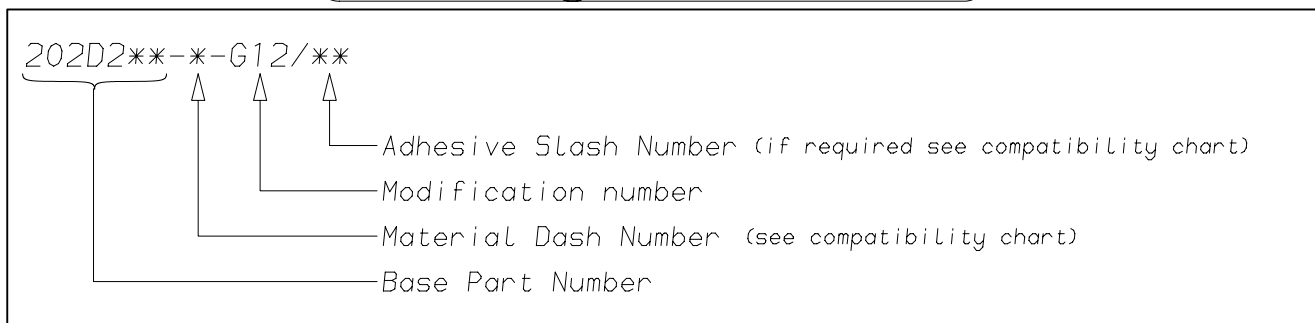 202D2**-*-G12/**
Adhesive Slash Number (if required see compatibility chart)
Modification number
Material Dash Number (see compatibility chart)
Base Part Number